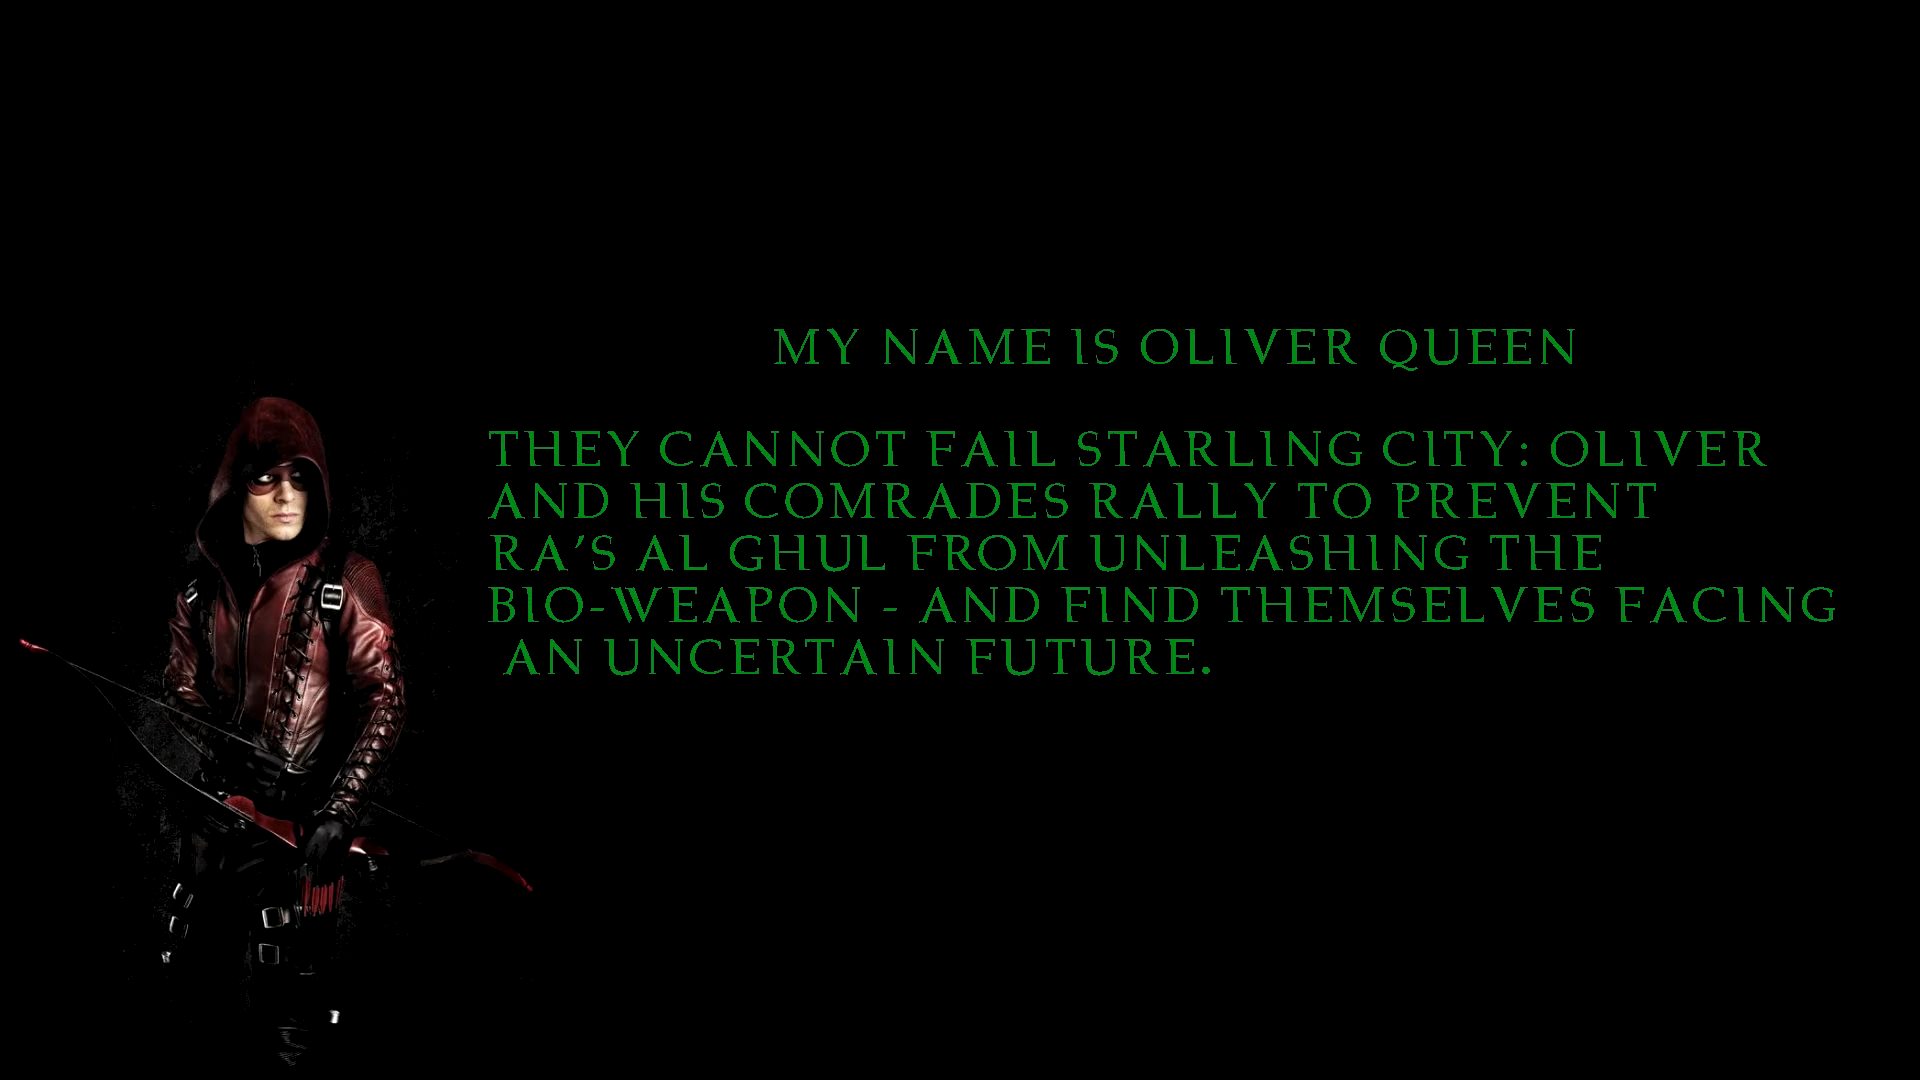 MY NAME IS OLIVER QUEEN
THEY CANNOT FAIL STARLING CITY: OLIVER
AND HIS COMRADES RALLY TO PREVENT
RA'S AL GHUL FROM UNLEASHING THE
BIO-WEAPON - AND FIND THEMSELVES FACING
AN UNCERTAIN FUTURE.